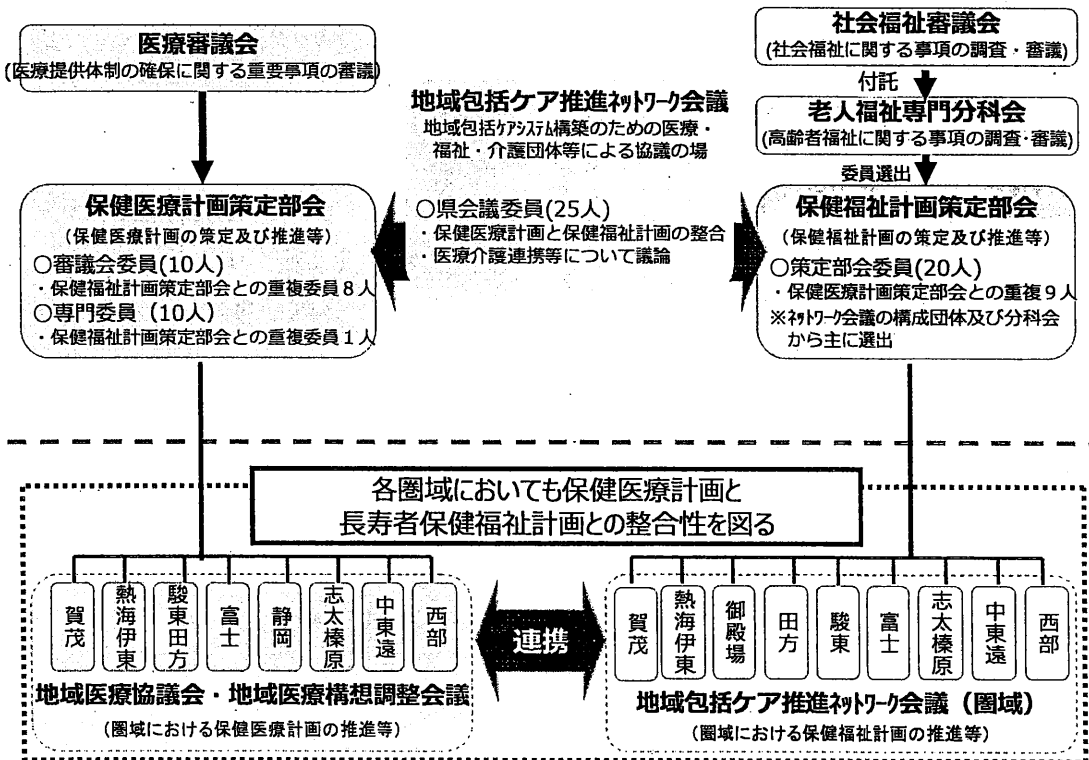 医療審議会
(医療提供体制の確保に関する重要事項の審議)
社会福祉審議会
(社会福祉に関する事項の調査・審議)
付託
老人福祉専門分科会
(高齢者福祉に関する事項の調査・審議)
委員選出
地域包括ケア推進ネットワーク会議
地域包括ケアシステム構築のための医療・
福祉・介護団体等による協議の場
○県会議委員(25人)
・保健医療計画と保健福祉計画の整合
・医療介護連携等について議論
保健医療計画策定部会
(保健医療計画の策定及び推進等)
○審議会委員(10人)
・保健福祉計画策定部会との重複委員8人
○専門委員(10人)
・保健福祉計画策定部会との重複委員1人
保健福祉計画策定部会
(保健福祉計画の策定及び推進等)
○策定部会委員(20人)
・保健医療計画策定部会との重複9人
※ネットワーク会議の構成団体及び分科会
から主に選出
各圏域においても保健医療計画と
長寿者保健福祉計画との整合性を図る
賀茂
熱海伊東
駿東田方
富士
静岡
志太榛原
中東遠
西部
地域医療協議会・地域医療構想調整会議
(圏域における保健医療計画の推進等)
連携
賀茂
熱海伊東
御殿場
田方
駿東
富士
志太榛原
中東遠
西部
地域包括ケア推進ネットワーク会議(圏域)
(圏域における保健福祉計画の推進等)